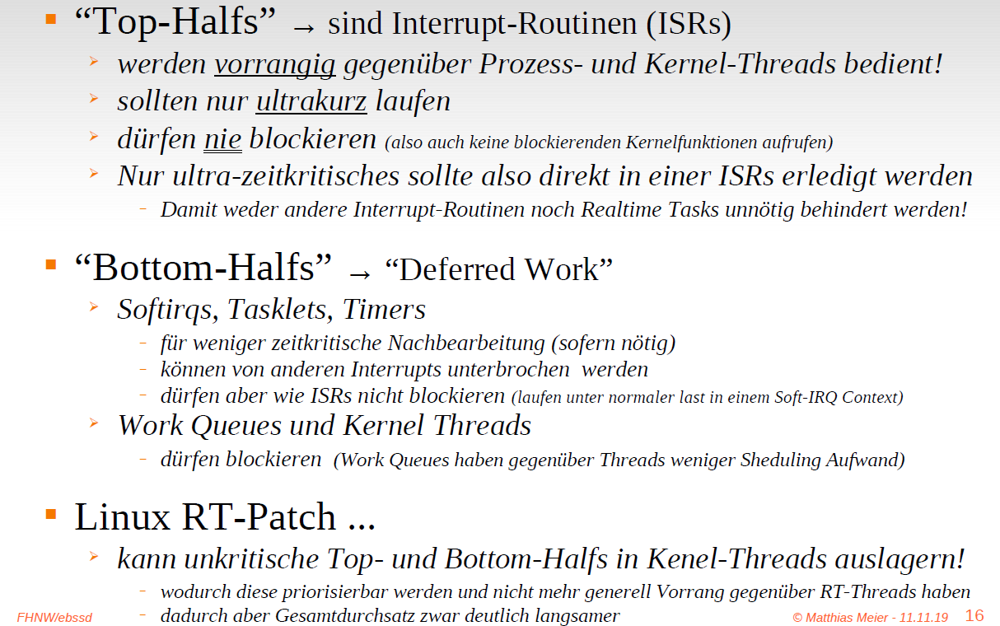 “Top-Halfs” → sind Interrupt-Routinen (ISRs)
werden vorrangig gegenüber Prozess- und Kernel-Threads bedient!
sollten nur ultrakurz laufen
dürfen nie blockieren (also auch keine blockierenden Kernelfunktionen aufrufen)
Nur ultra-zeitkritisches sollte also direkt in einer ISRs erledigt werden
– Damit weder andere Interrupt-Routinen noch Realtime Tasks unnötig behindert werden!
“Bottom-Halfs” → “Deferred Work”
Softirqs, Tasklets, Timers
– für weniger zeitkritische Nachbearbeitung (sofern nötig)
– können von anderen Interrupts unterbrochen werden
– dürfen aber wie ISRs nicht blockieren (laufen unter normaler last in einem Soft-IRQ Context)
Work Queues und Kernel Threads
– dürfen blockieren (Work Queues haben gegenüber Threads weniger Sheduling Aufwand)
Linux RT-Patch ...
kann unkritische Top- und Bottom-Halfs in Kenel-Threads auslagern!
– wodurch diese priorisierbar werden und nicht mehr generell Vorrang gegenüber RT-Threads haben
– dadurch aber Gesamtdurchsatz zwar deutlich langsamer
FHNW/ebssd
© Matthias Meier - 11.11.19 16